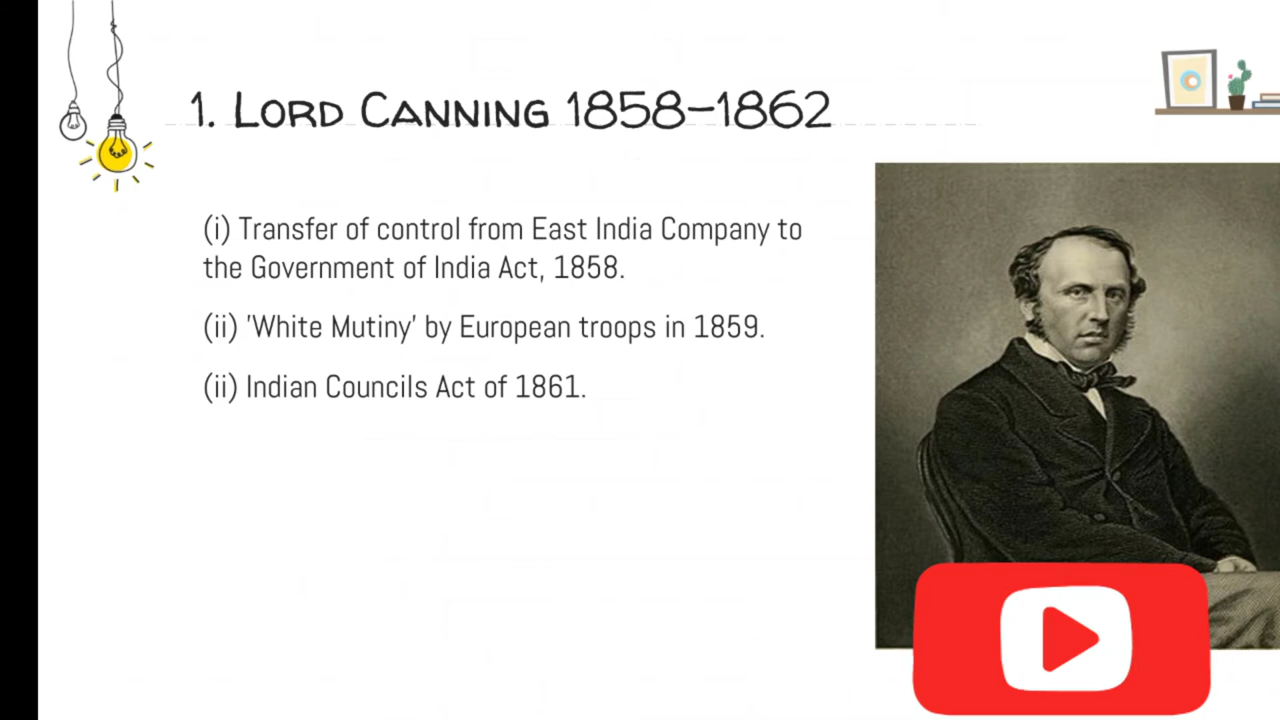 1. Lord Canning 1858–1862
(i) Transfer of control from East India Company to
the Government of India Act, 1858.
(ii) 'White Mutiny' by European troops in 1859.
(ii) Indian Councils Act of 1861.